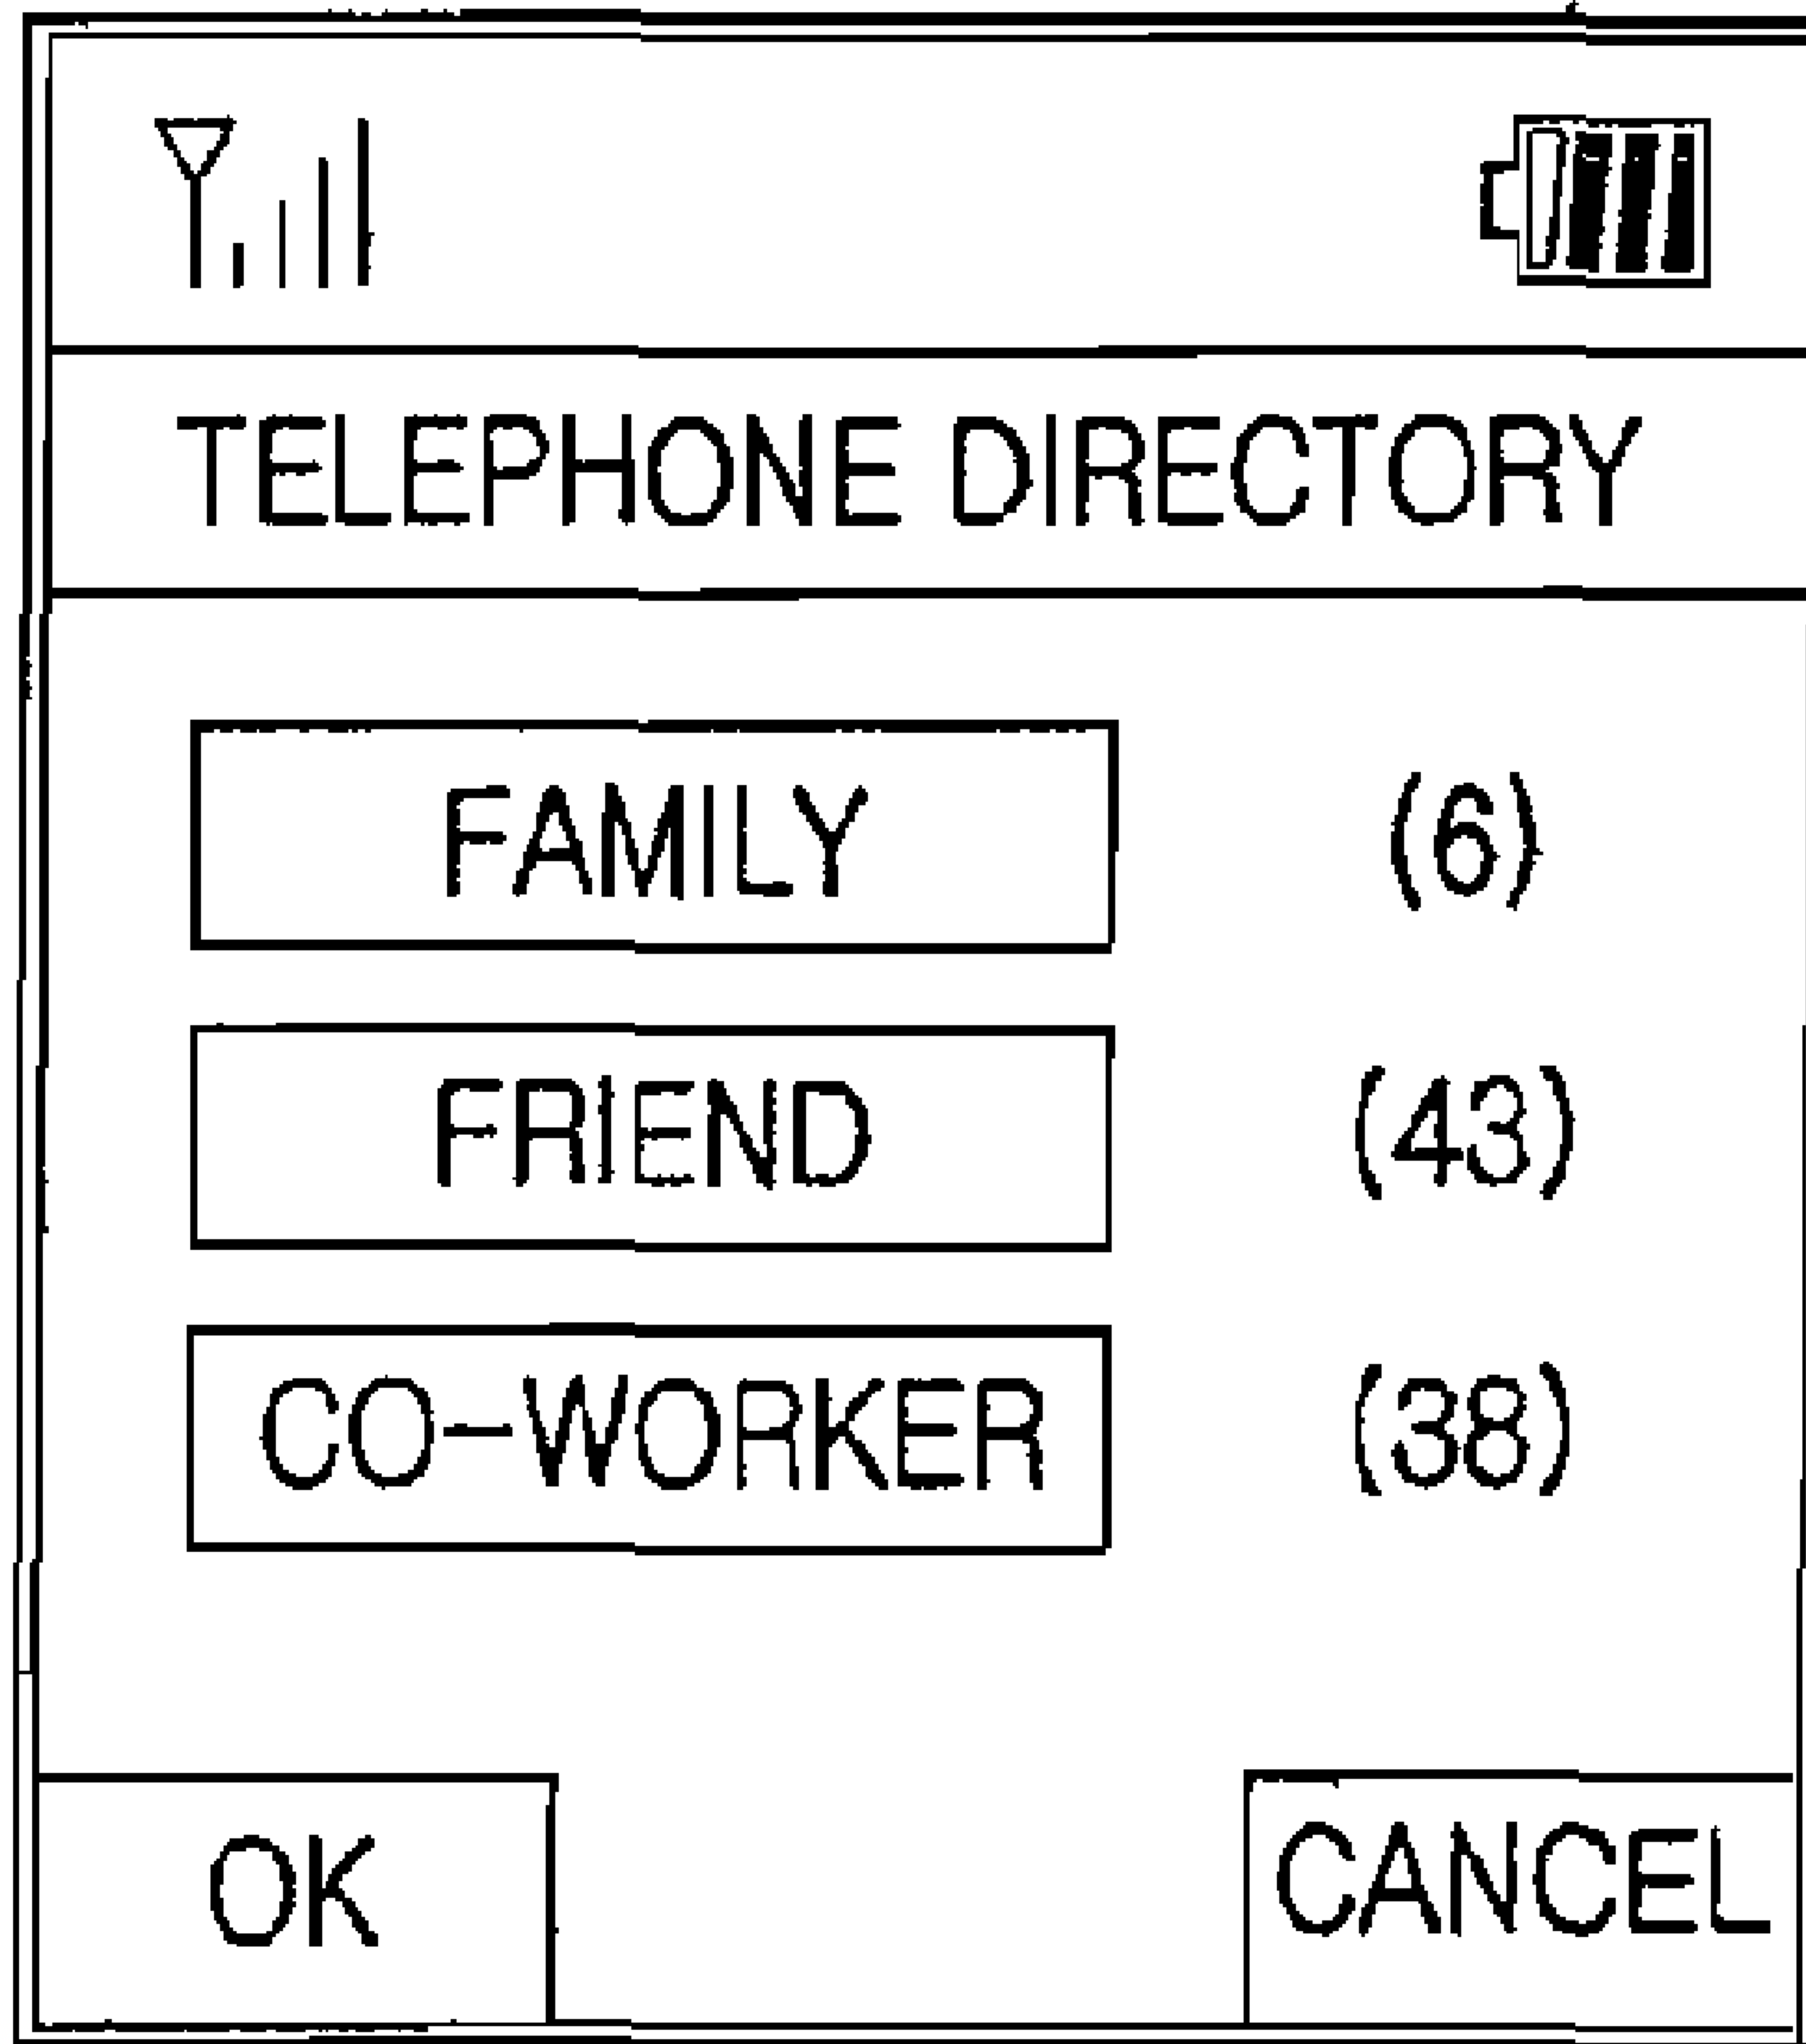 TELEPHONE DIRECTORY
FAMILY (6)
FRIEND (43)
CO-WORKER (38)
OK CANCEL